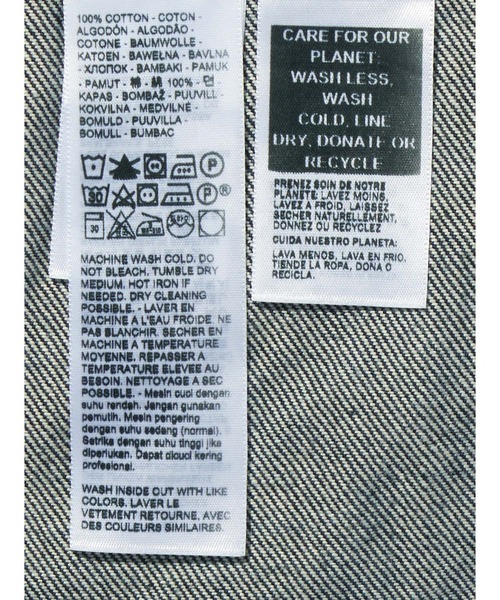 100% COTTON - COTON -
ALGODÓN - ALGODÃO -
COTONE - BAUMWOLLE -
KATOEN - BAWEŁNA - BAVLNA
- ХЛОПОК - ΒΑΜΒΑΚΙ - PAMUK
- PAMUT - 棉 - 綿 100% -
KAPAS - BOMBAŽ - PUUVILL -
KOKVILNA - MEDVILNĖ -
BOMULD - PUUVILLA -
BOMULL - BUMBAC
MACHINE WASH COLD. DO
NOT BLEACH. TUMBLE DRY
MEDIUM. HOT IRON IF
NEEDED. DRY CLEANING
POSSIBLE. - LAVER EN
MACHINE A L'EAU FROIDE. NE
PAS BLANCHIR. SECHER EN
MACHINE A TEMPERATURE
MOYENNE. REPASSER A
TEMPERATURE ELEVEE AU
BESOIN. NETTOYAGE A SEC
POSSIBLE. - Mesin cuci dengan
suhu rendah. Jangan gunakan
pemutih. Mesin pengering
dengan suhu sedang (normal).
Setrika dengan suhu tinggi jika
diperlukan. Dapat dicuci kering
profesional.
WASH INSIDE OUT WITH LIKE
COLORS. LAVER LE
VETEMENT RETOURNE, AVEC
DES COULEURS SIMILAIRES.
CARE FOR OUR
PLANET:
WASH LESS,
WASH
COLD, LINE
DRY, DONATE OR
RECYCLE
PRENEZ SOIN DE NOTRE
PLANÈTE: LAVEZ MOINS,
LAVEZ A FROID, LAISSEZ
SÉCHER NATURELLEMENT,
DONNEZ OU RECYCLEZ
CUIDA NUESTRO PLANETA:
LAVA MENOS, LAVA EN FRIO,
TIENDE LA ROPA, DONA O
RECICLA.